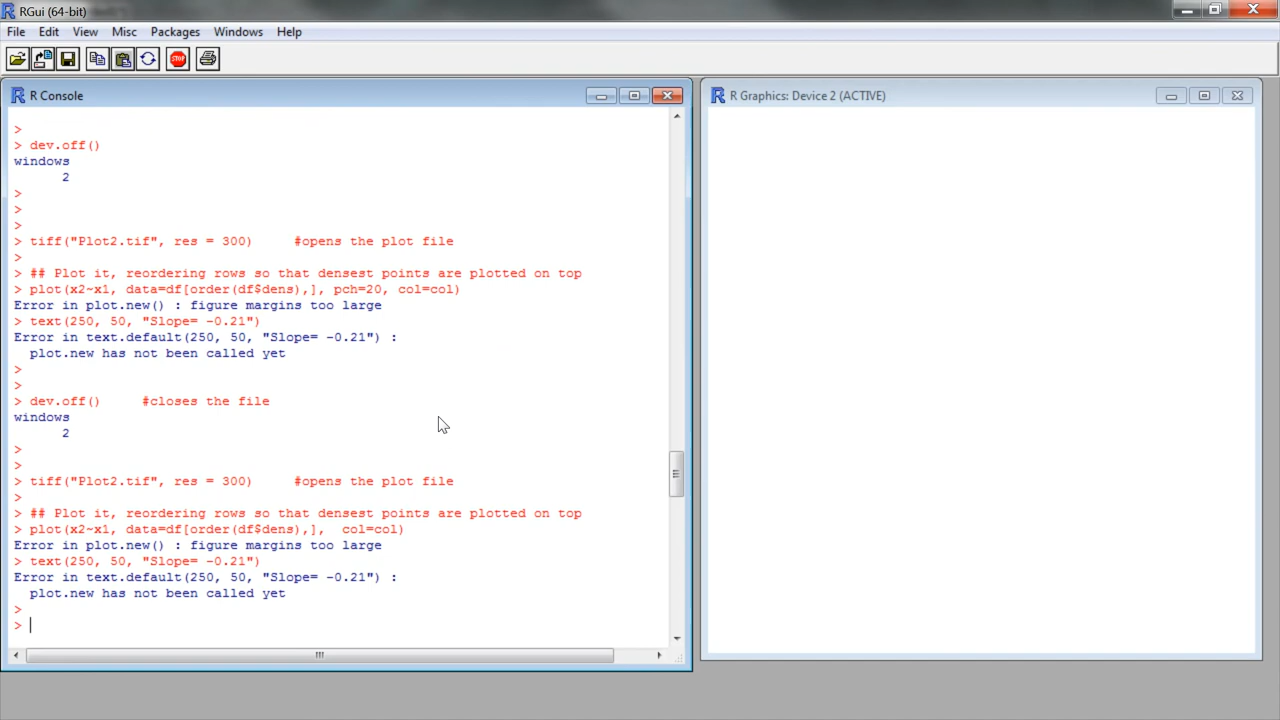 RGui (64-bit)
File Edit View Misc Packages Windows Help
STOP
R Console
>
> dev.off()
windows
2
>
>
>
> tiff("Plot2.tif", res = 300) #opens the plot file
>
> ## Plot it, reordering rows so that densest points are plotted on top
> plot(x2~x1, data=df[order(df$dens),], pch=20, col=col)
Error in plot.new() : figure margins too large
> text(250, 50, "Slope= -0.21")
Error in text.default(250, 50, "Slope= -0.21") :
plot.new has not been called yet
>
>
> dev.off() #closes the file
windows
2
>
>
> tiff("Plot2.tif", res = 300) #opens the plot file
>
> ## Plot it, reordering rows so that densest points are plotted on top
> plot(x2~x1, data=df[order(df$dens),], col=col)
Error in plot.new() : figure margins too large
> text(250, 50, "Slope= -0.21")
Error in text.default(250, 50, "Slope= -0.21") :
plot.new has not been called yet
>
>
R Graphics: Device 2 (ACTIVE)